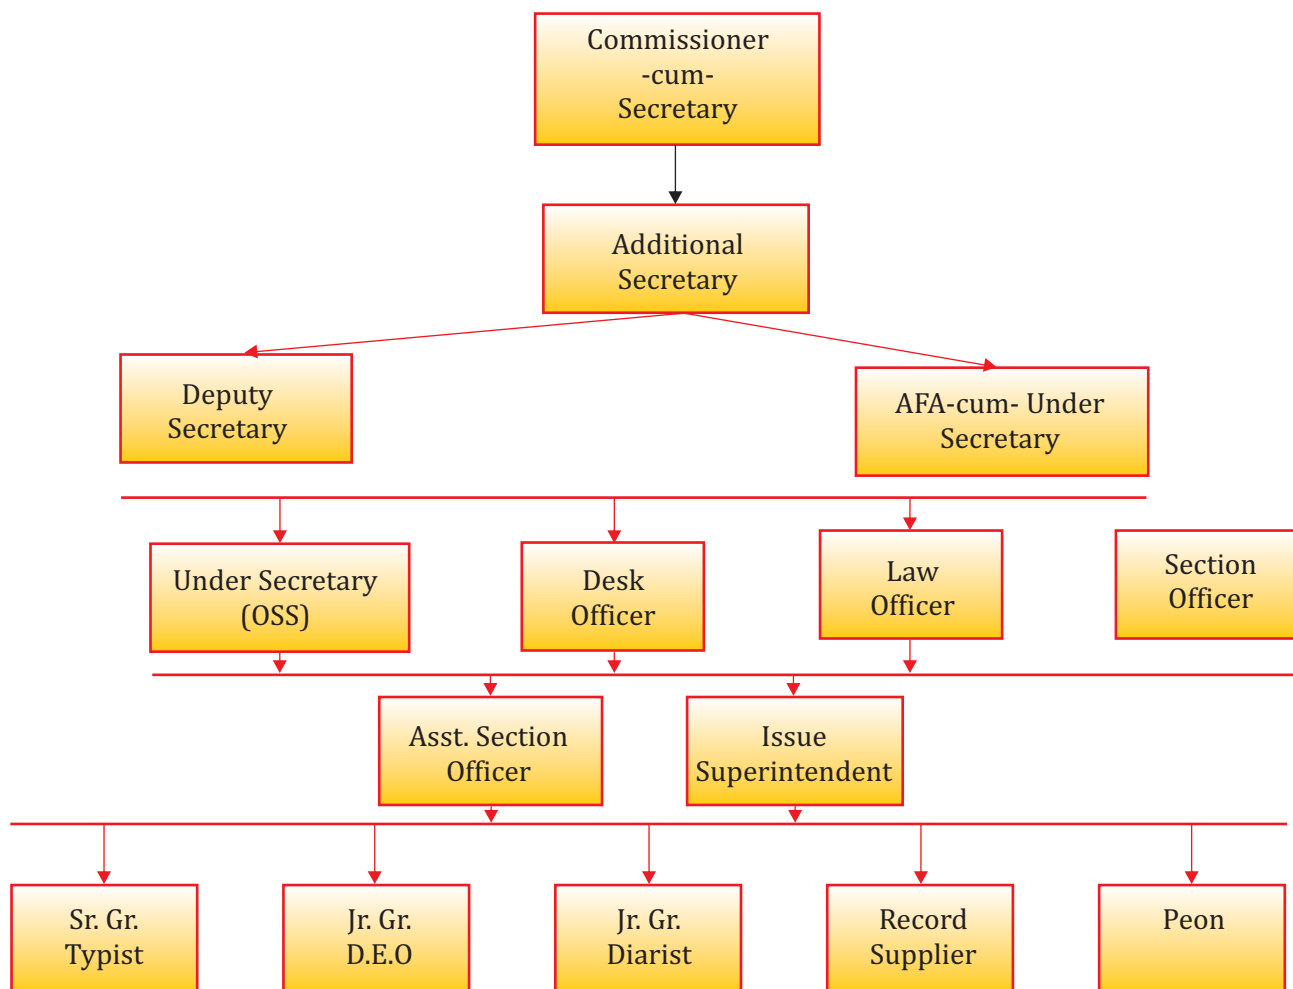 Commissioner
-cum-
Secretary
Additional
Secretary
Deputy
Secretary
AFA-cum- Under
Secretary
Under Secretary
(OSS)
Desk
Officer
Law
Officer
Section
Officer
Asst. Section
Officer
Issue
Superintendent
Sr. Gr.
Typist
Jr. Gr.
D.E.O
Jr. Gr.
Diarist
Record
Supplier
Peon